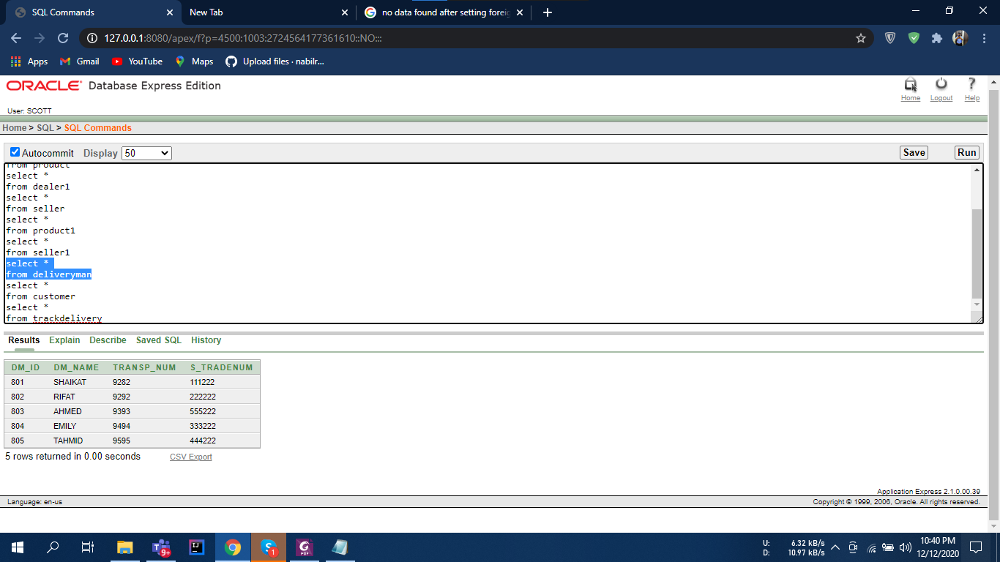 SQL Commands
New Tab
no data found after setting foreig
127.0.0.1:8080/apex/f?p=4500:1003:2724564177361610::NO:::
Apps
Gmail
YouTube
Maps
Upload files · nabilr...
ORACLE Database Express Edition
Home
Logout
Help
User: SCOTT
Home > SQL > SQL Commands
Autocommit Display 50
Save
Run
from product
select *
from dealer1
select *
from seller
select *
from product1
select *
from seller1
select *
from deliveryman
select *
from customer
select *
from trackdelivery
Results Explain Describe Saved SQL History
DM_ID DM_NAME TRANSP_NUM S_TRADENUM
801 SHAIKAT 9282 111222
802 RIFAT 9292 222222
803 AHMED 9393 555222
804 EMILY 9494 333222
805 TAHMID 9595 444222
5 rows returned in 0.00 seconds
CSV Export
Application Express 2.1.0.00.39
Language: en-us
Copyright © 1999, 2006, Oracle. All rights reserved.
9+
IJ
S
1
PDF
U: 6.32 kB/s
D: 10.97 kB/s
10:40 PM
12/12/2020